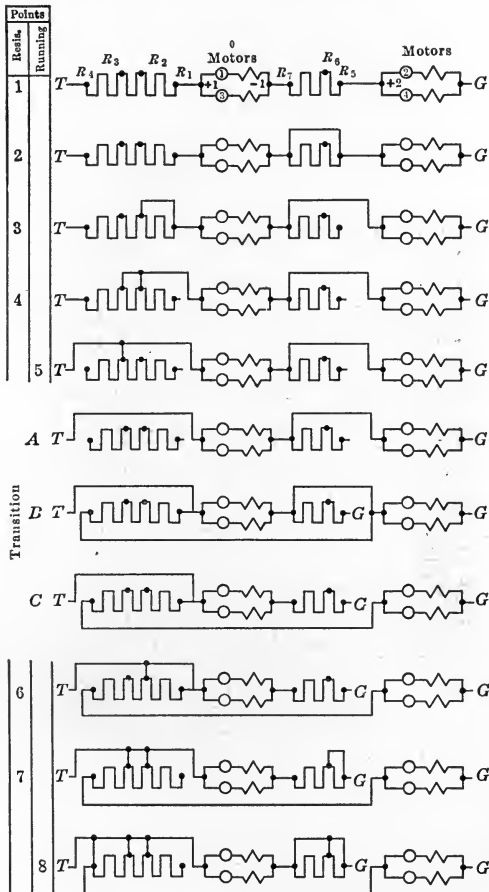 Points
Resis.
Running
0
Motors
Motors
R4 R3 R2 R1 R7 R6 R5
1 T +1 1 3 −1 +2 2 4 G
2 T G
3 T G
4 T G
5 T G
Transition
A T G
B T G G
C T G G
6 T G G
7 T G G
8 T G G